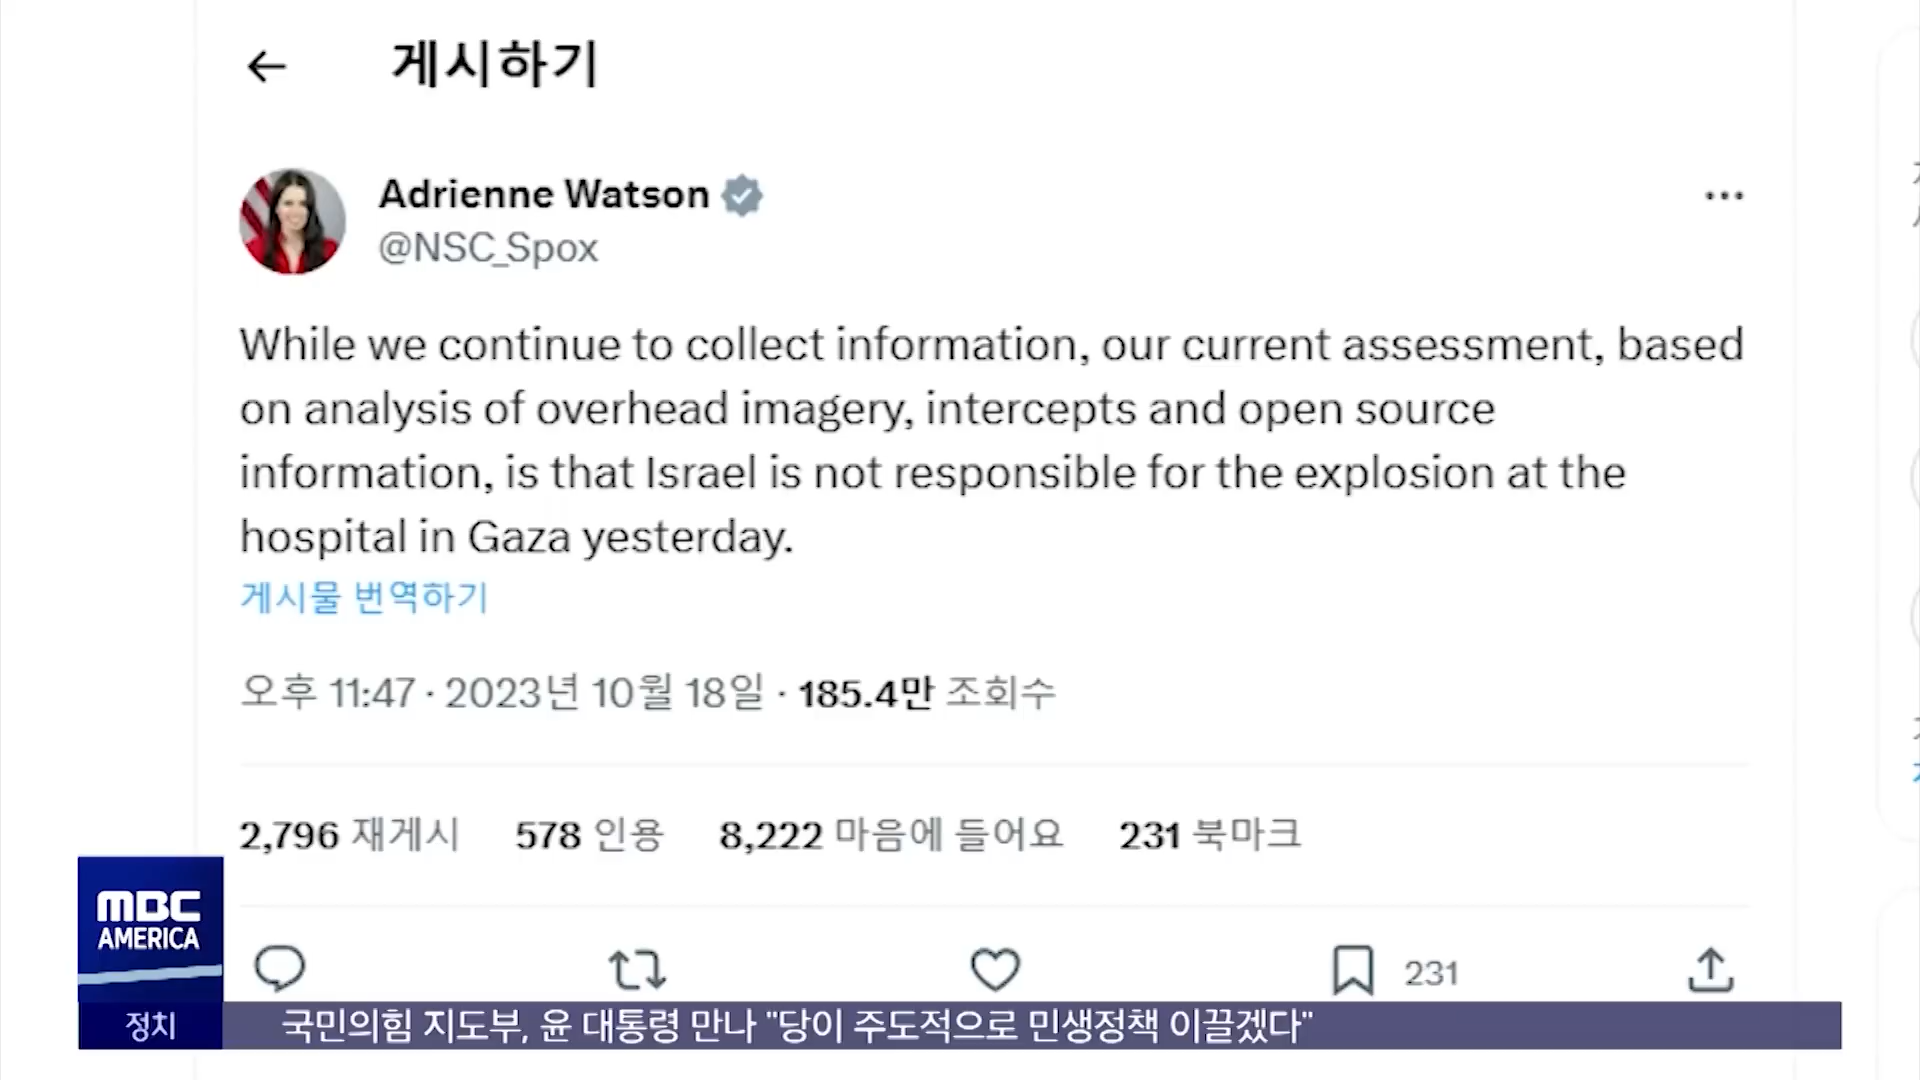 게시하기
Adrienne Watson
@NSC_Spox
While we continue to collect information, our current assessment, based
on analysis of overhead imagery, intercepts and open source
information, is that Israel is not responsible for the explosion at the
hospital in Gaza yesterday.
게시물 번역하기
오후 11:47 · 2023년 10월 18일 · 185.4만 조회수
2,796 재게시 578 인용 8,222 마음에 들어요 231 북마크
231
MBC
AMERICA
정치 국민의힘 지도부, 윤 대통령 만나 "당이 주도적으로 민생정책 이끌겠다"